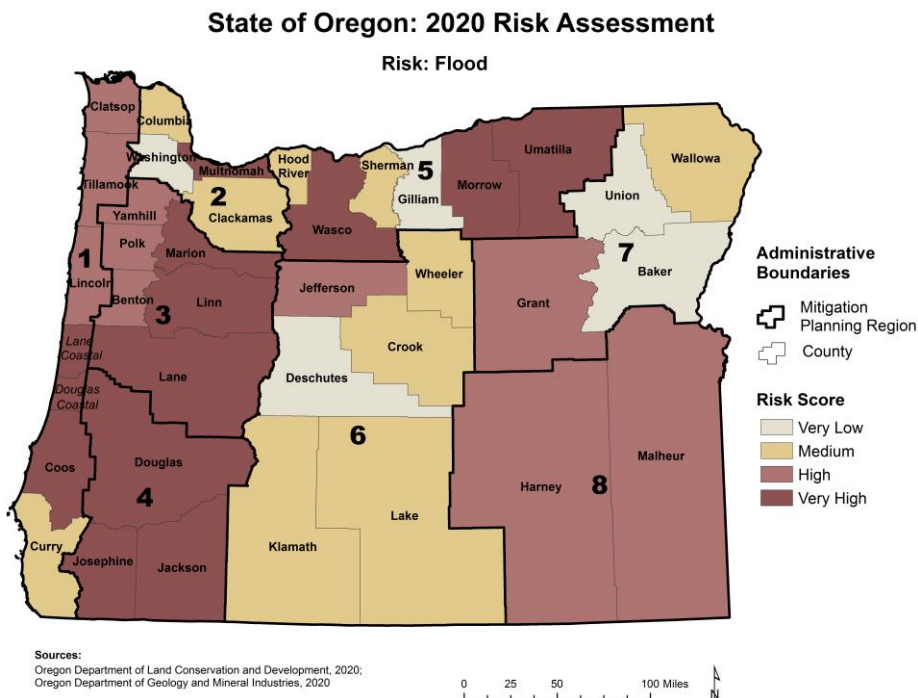 State of Oregon: 2020 Risk Assessment
Risk: Flood
Clatsop
Columbia
Washington
Multnomah
Hood
River
Sherman
5
Gilliam
Morrow
Umatilla
Wallowa
Union
Tillamook
2
Clackamas
Yamhill
Wasco
Polk
Marion
1
7
Baker
Wheeler
Lincoln
Benton
3
Linn
Jefferson
Grant
Lane
Coastal
Crook
Lane
Deschutes
Douglas
Coastal
6
Coos
Douglas
4
Malheur
Harney
8
Lake
Curry
Klamath
Josephine
Jackson
Administrative
Boundaries
Mitigation
Planning Region
County
Risk Score
Very Low
Medium
High
Very High
Sources:
Oregon Department of Land Conservation and Development, 2020;
Oregon Department of Geology and Mineral Industries, 2020
0 25 50 100 Miles
N